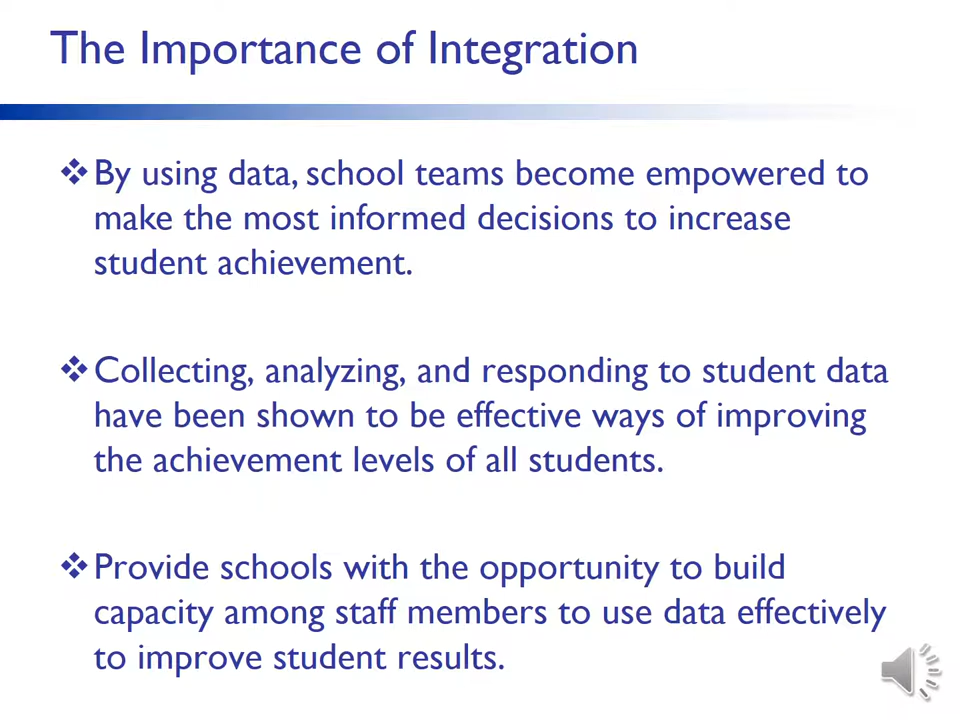 The Importance of Integration
❖By using data, school teams become empowered to
make the most informed decisions to increase
student achievement.
❖Collecting, analyzing, and responding to student data
have been shown to be effective ways of improving
the achievement levels of all students.
❖Provide schools with the opportunity to build
capacity among staff members to use data effectively
to improve student results.